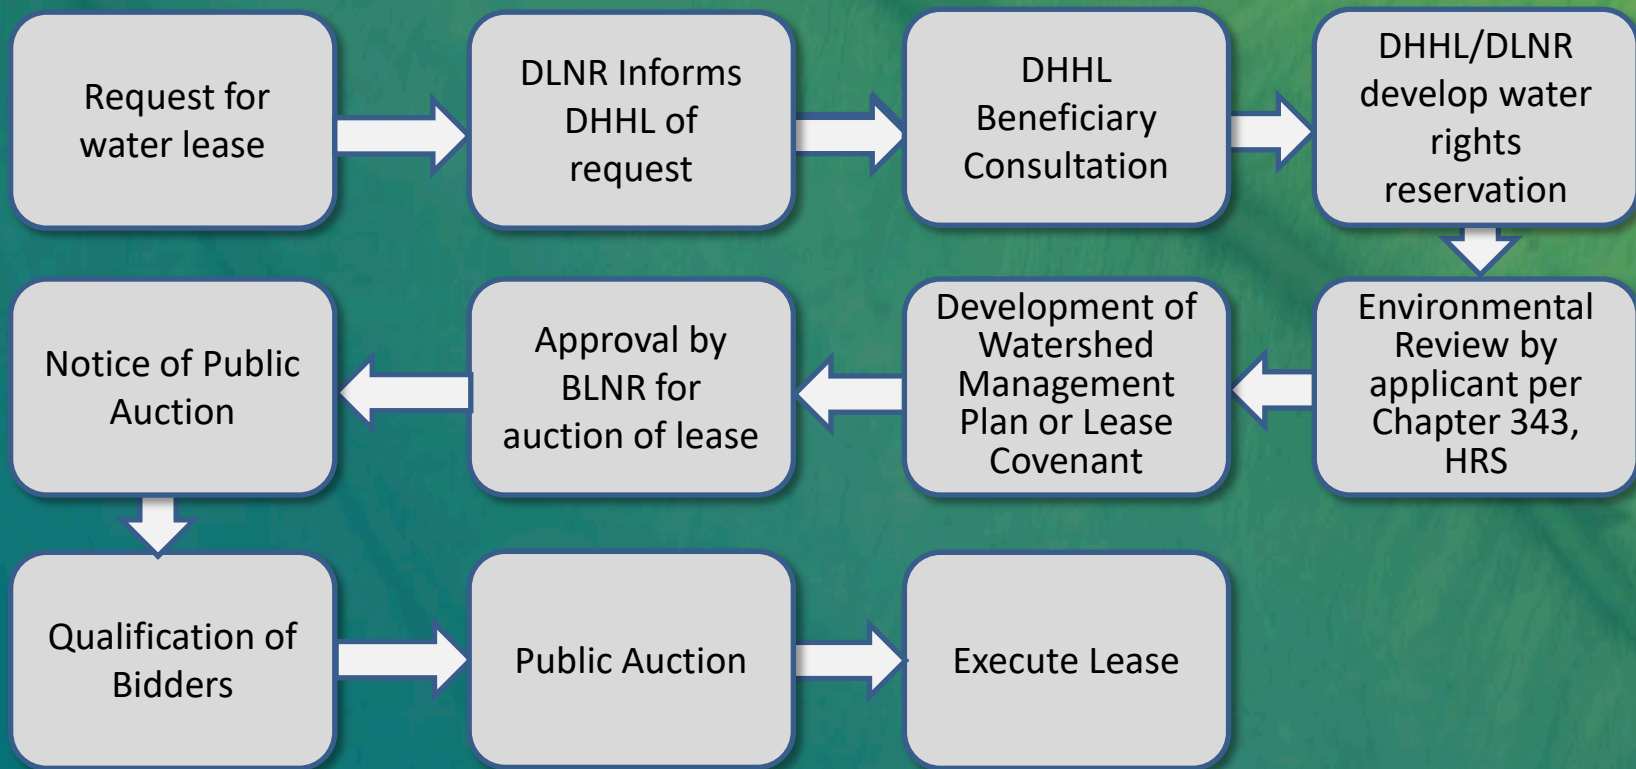 Request for
water lease
DLNR Informs
DHHL of
request
DHHL
Beneficiary
Consultation
DHHL/DLNR
develop water
rights
reservation
Environmental
Review by
applicant per
Chapter 343,
HRS
Development of
Watershed
Management
Plan or Lease
Covenant
Approval by
BLNR for
auction of lease
Notice of Public
Auction
Qualification of
Bidders
Public Auction
Execute Lease